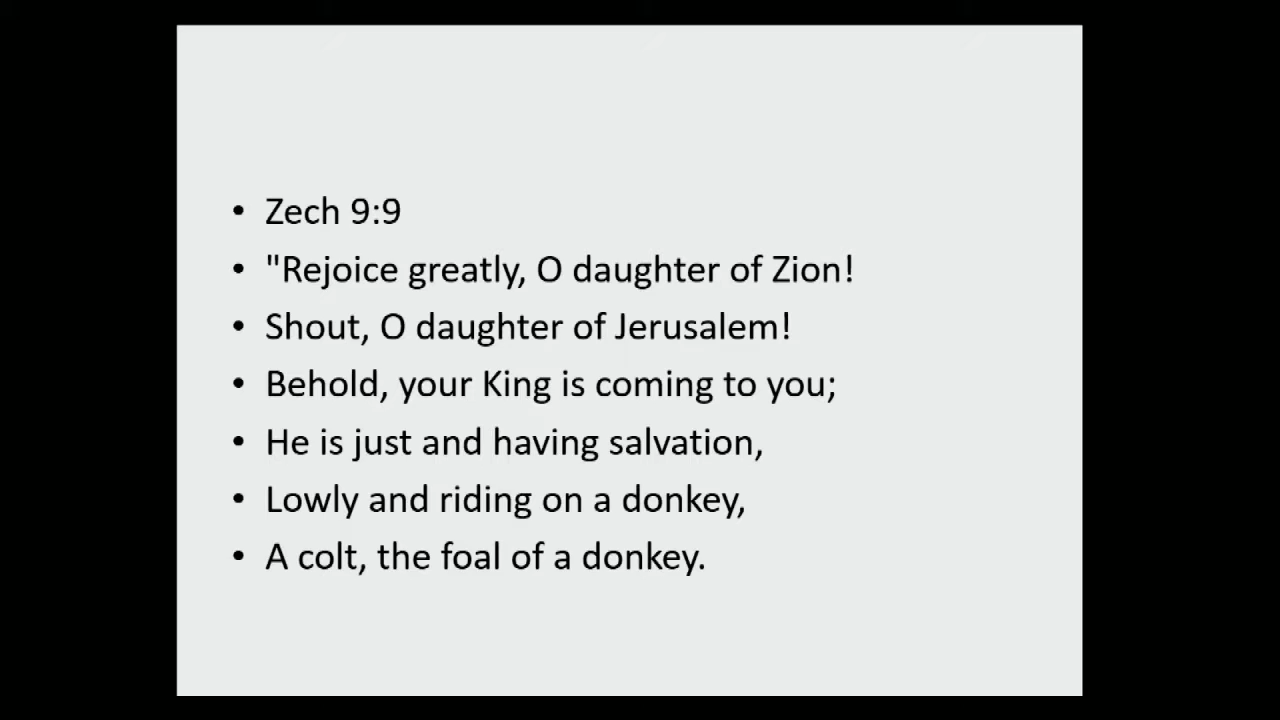 • Zech 9:9
• "Rejoice greatly, O daughter of Zion!
• Shout, O daughter of Jerusalem!
• Behold, your King is coming to you;
• He is just and having salvation,
• Lowly and riding on a donkey,
• A colt, the foal of a donkey.